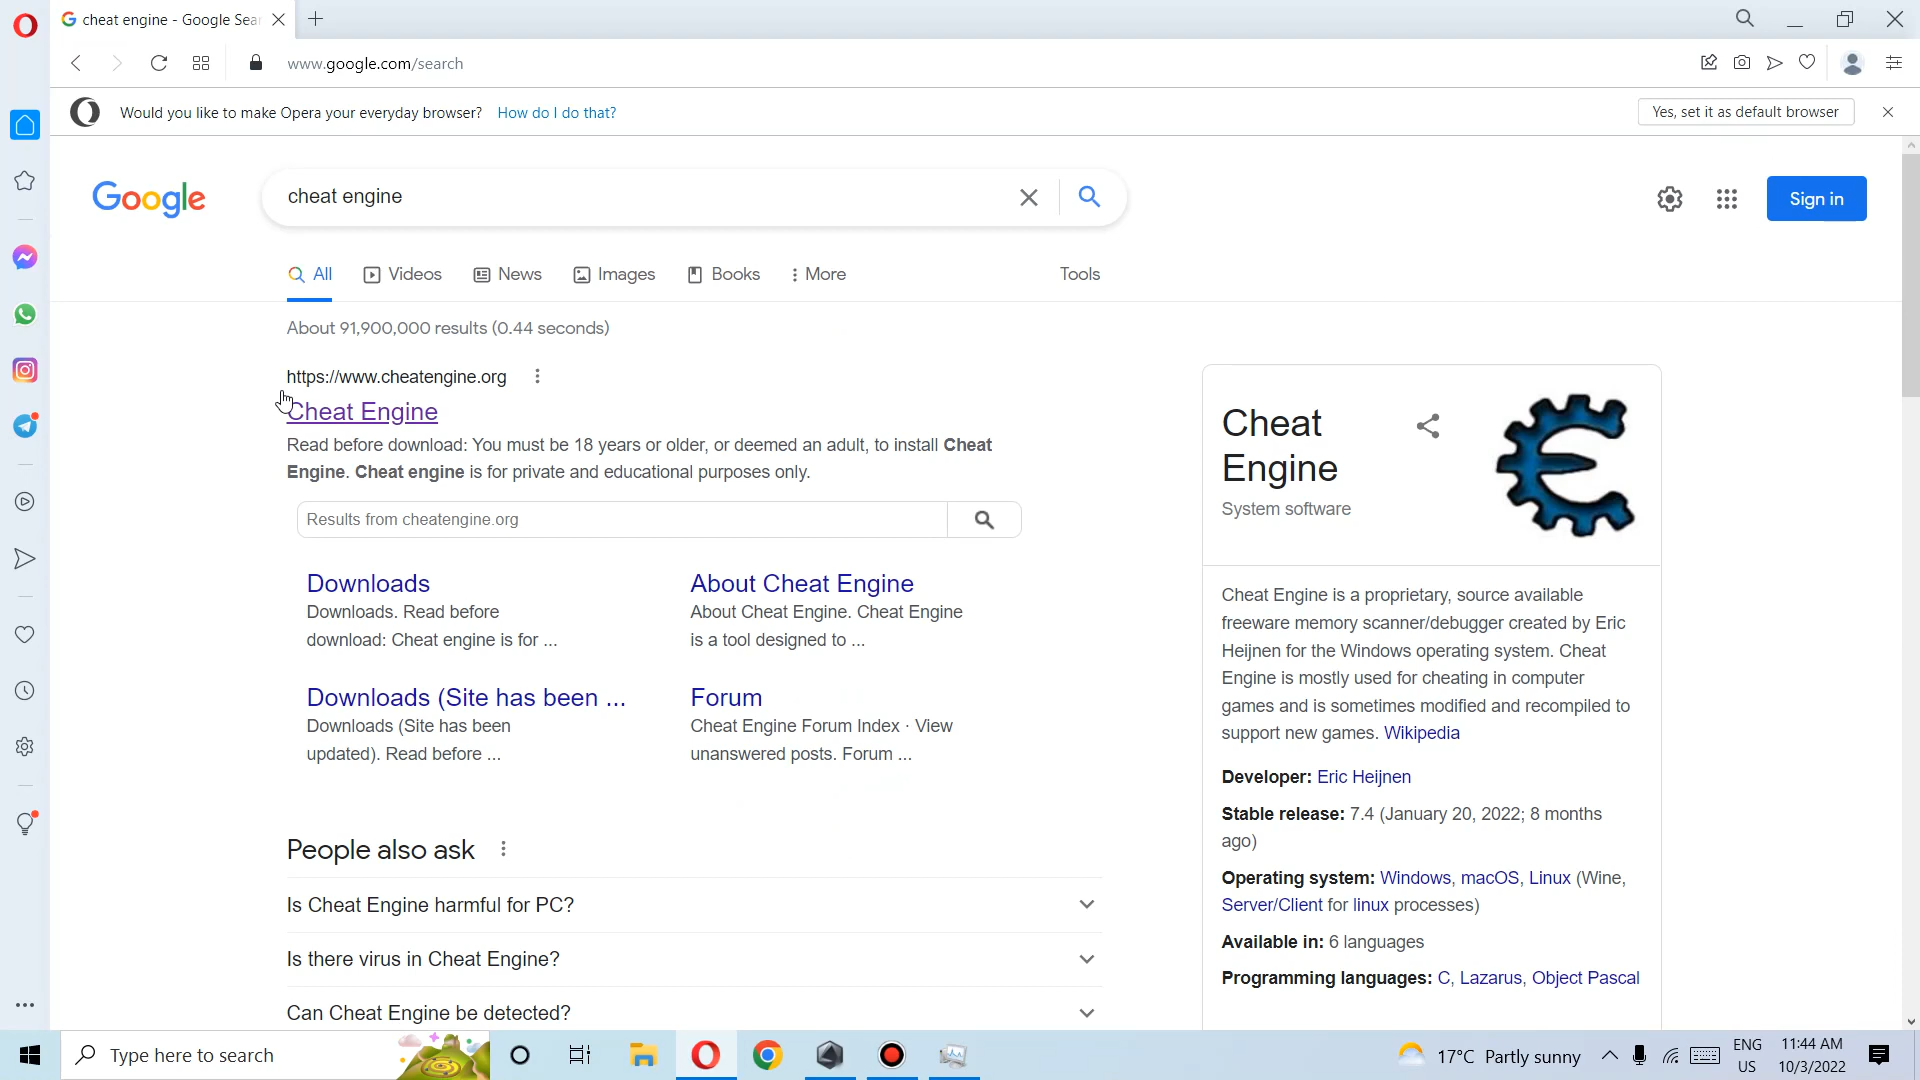 cheat engine - Google Sear
www.google.com/search
Would you like to make Opera your everyday browser? How do I do that?
Yes, set it as default browser
Google
cheat engine
Sign in
All
Videos
News
Images
Books
More
Tools
About 91,900,000 results (0.44 seconds)
https://www.cheatengine.org
Cheat Engine
Read before download: You must be 18 years or older, or deemed an adult, to install Cheat
Engine. Cheat engine is for private and educational purposes only.
Results from cheatengine.org
Downloads
Downloads. Read before
download: Cheat engine is for ...
About Cheat Engine
About Cheat Engine. Cheat Engine
is a tool designed to ...
Downloads (Site has been ...
Downloads (Site has been
updated). Read before ...
Forum
Cheat Engine Forum Index · View
unanswered posts. Forum ...
People also ask
Is Cheat Engine harmful for PC?
Is there virus in Cheat Engine?
Can Cheat Engine be detected?
Cheat
Engine
System software
Cheat Engine is a proprietary, source available
freeware memory scanner/debugger created by Eric
Heijnen for the Windows operating system. Cheat
Engine is mostly used for cheating in computer
games and is sometimes modified and recompiled to
support new games. Wikipedia
Developer: Eric Heijnen
Stable release: 7.4 (January 20, 2022; 8 months
ago)
Operating system: Windows, macOS, Linux (Wine,
Server/Client for linux processes)
Available in: 6 languages
Programming languages: C, Lazarus, Object Pascal
Type here to search
17°C Partly sunny
ENG
US
11:44 AM
10/3/2022